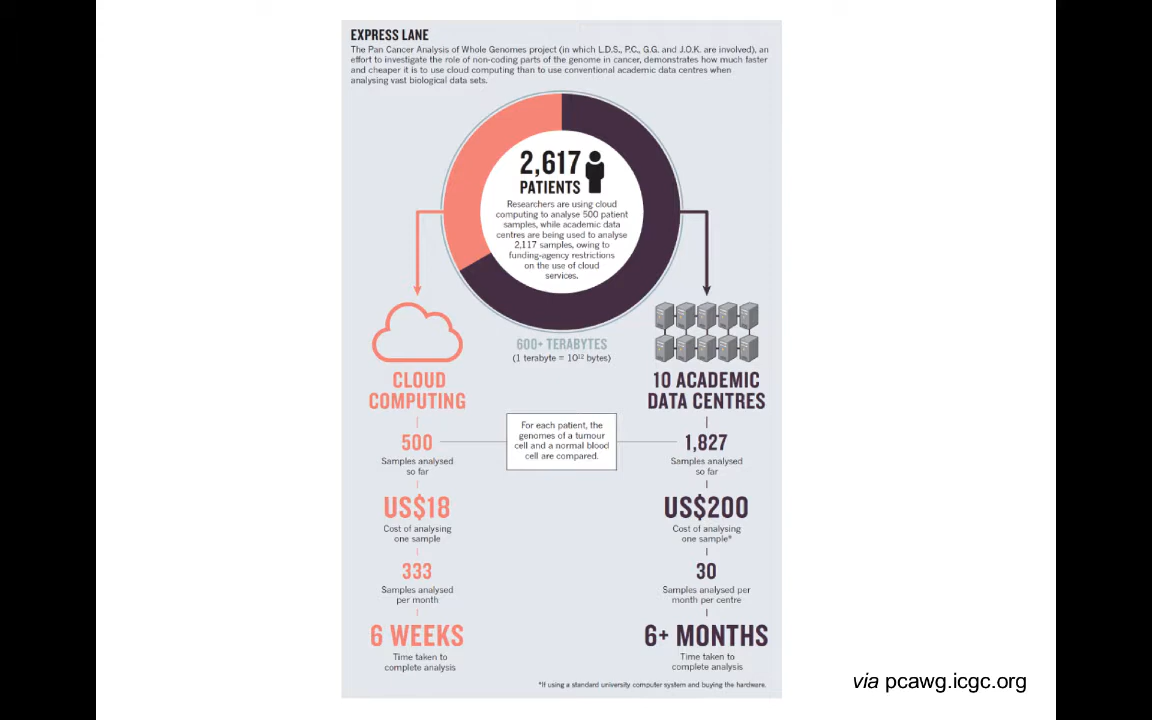 EXPRESS LANE
The Pan Cancer Analysis of Whole Genomes project (in which L.D.S., P.C., G.G. and J.O.K. are involved), an
effort to investigate the role of non-coding parts of the genome in cancer, demonstrates how much faster
and cheaper it is to use cloud computing than to use conventional academic data centres when
analysing vast biological data sets.
2,617
PATIENTS
Researchers are using cloud
computing to analyse 500 patient
samples, while academic data
centres are being used to analyse
2,117 samples, owing to
funding-agency restrictions
on the use of cloud
services.
600+ TERABYTES
(1 terabyte = 10¹² bytes)
CLOUD
COMPUTING
500
Samples analysed
so far
US$18
Cost of analysing
one sample
333
Samples analysed
per month
6 WEEKS
Time taken to
complete analysis
For each patient, the
genomes of a tumour
cell and a normal blood
cell are compared.
10 ACADEMIC
DATA CENTRES
1,827
Samples analysed
so far
US$200
Cost of analysing
one sample*
30
Samples analysed per
month per centre
6+ MONTHS
Time taken to
complete analysis
*If using a standard university computer system and buying the hardware.
via pcawg.icgc.org